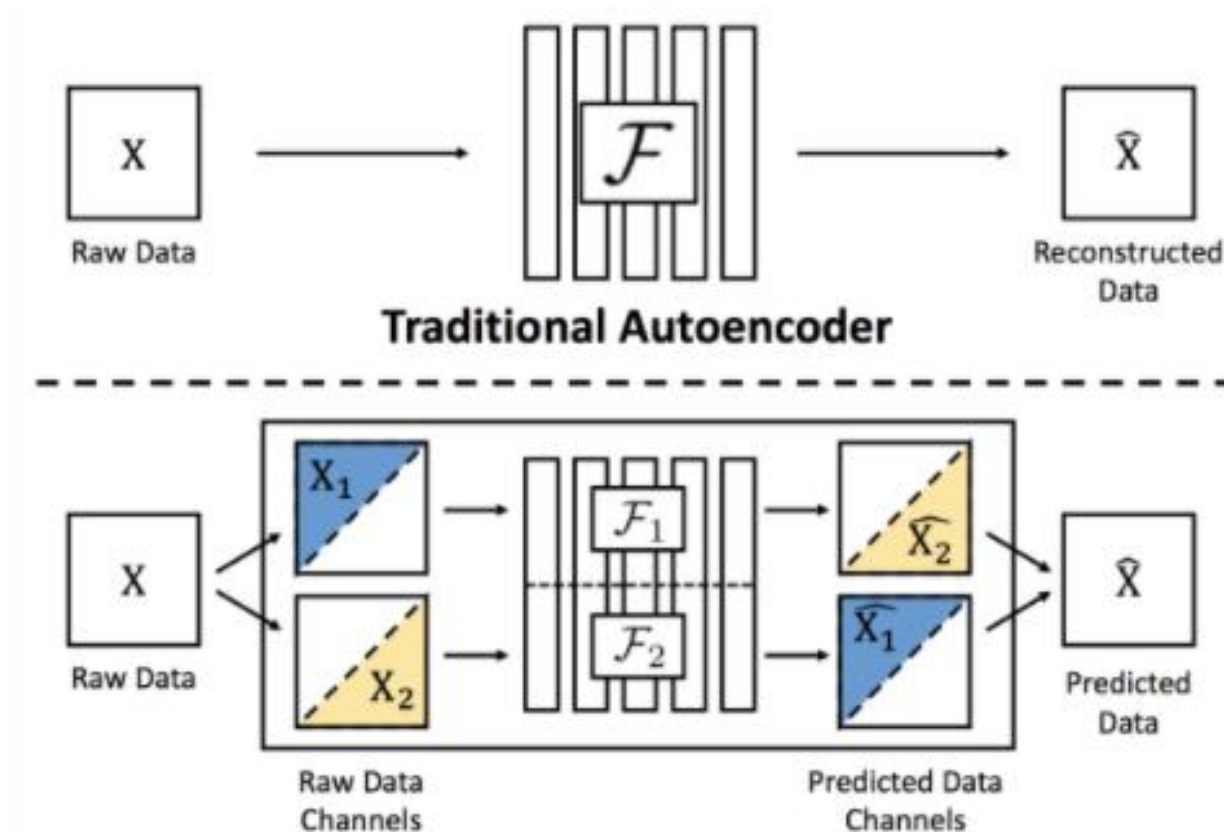 X
Raw Data
ℱ
X̂
Reconstructed
Data
Traditional Autoencoder
X
Raw Data
X₁
X₂
Raw Data
Channels
ℱ₁
ℱ₂
X̂₂
X̂₁
Predicted Data
Channels
X̂
Predicted
Data